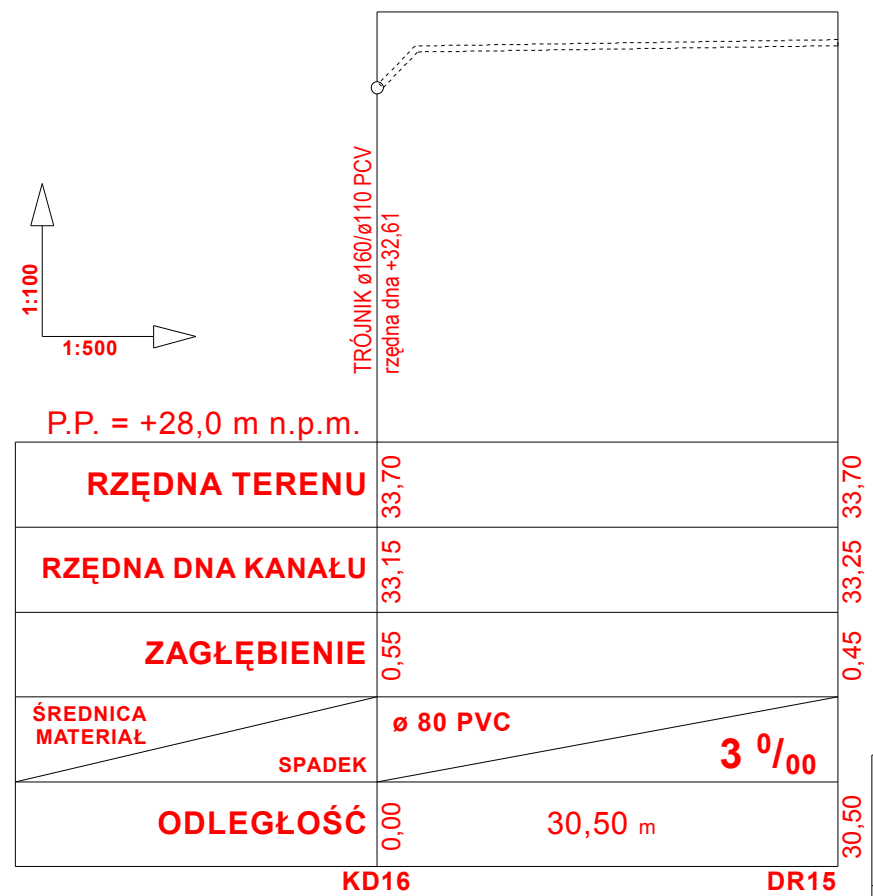 TRÓJNIK ø160/ø110 PCV
rzędna dna +32,61
1:100
1:500
P.P. = +28,0 m n.p.m.
RZĘDNA TERENU 33,70 33,70
RZĘDNA DNA KANAŁU 33,15 33,25
ZAGŁĘBIENIE 0,55 0,45
ŚREDNICA
MATERIAŁ
SPADEK
ø 80 PVC
3 ⁰/₀₀
ODLEGŁOŚĆ 0,00 30,50 m 30,50
KD16 DR15